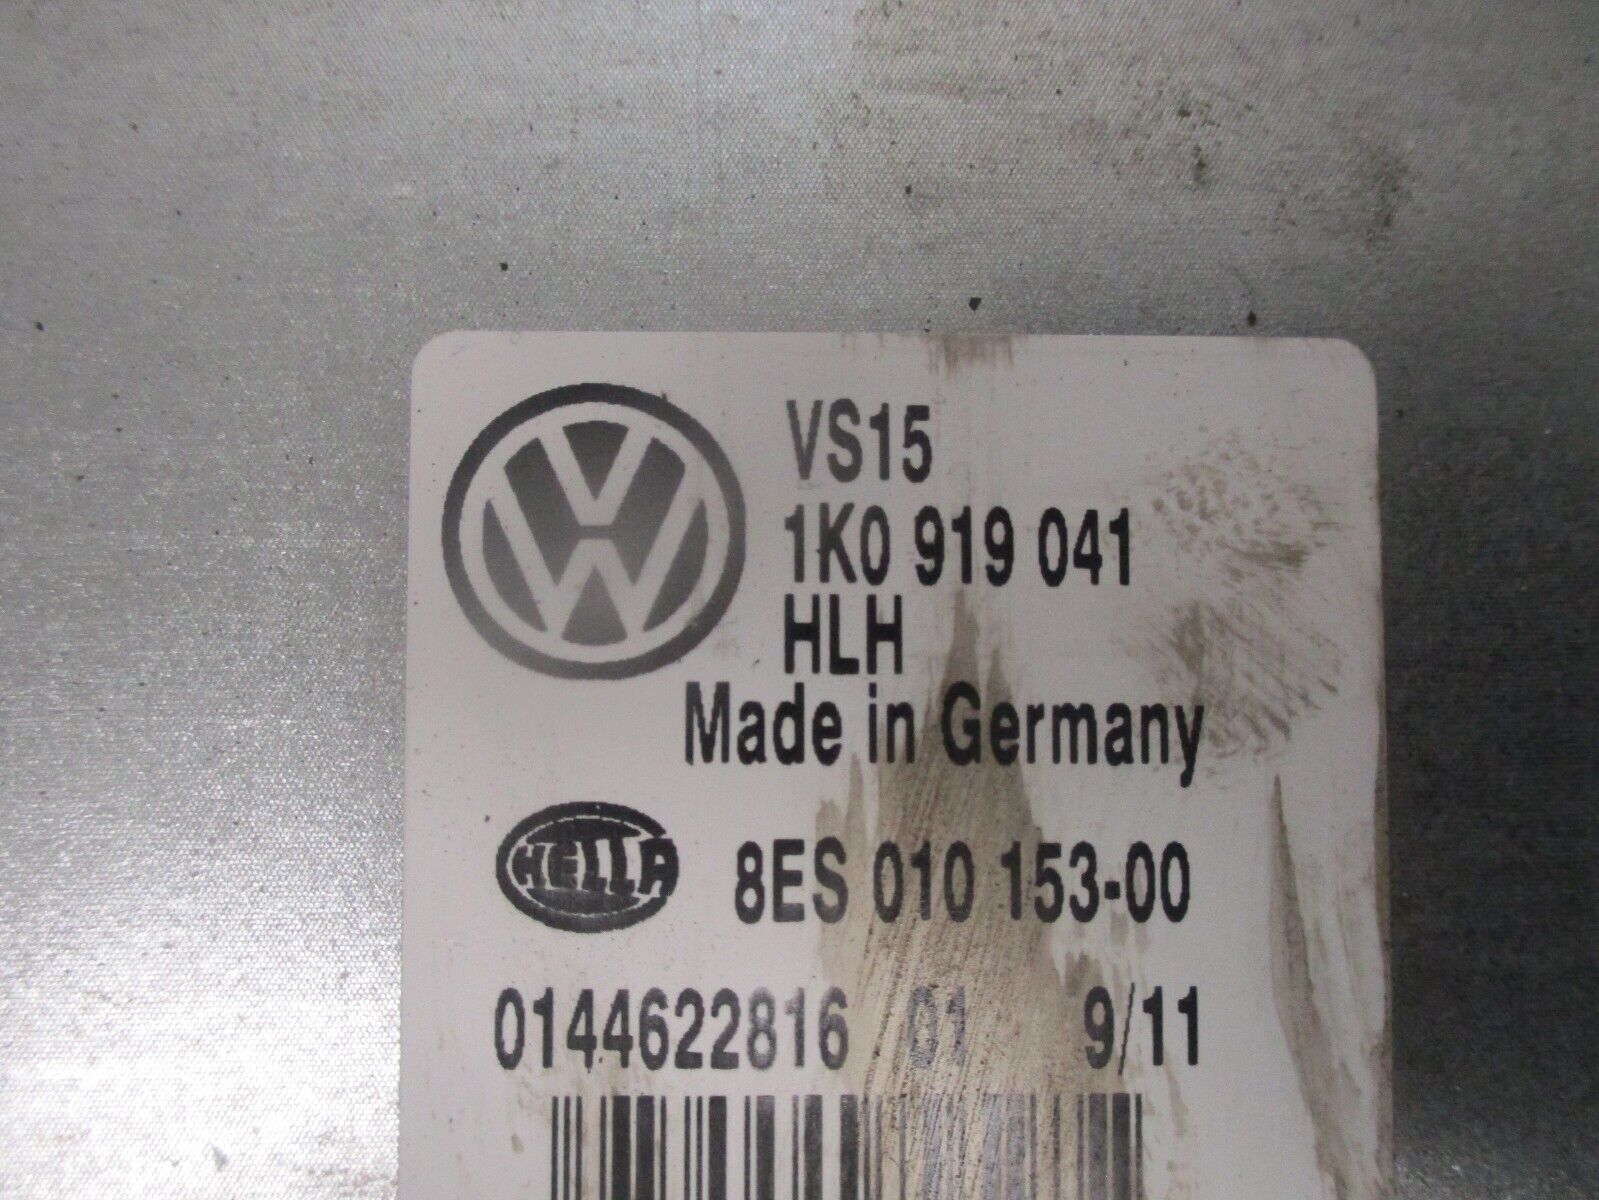 VS15
1K0 919 041
HLH
Made in Germany
HELLA 8ES 010 153-00
0144622816 01 9/11